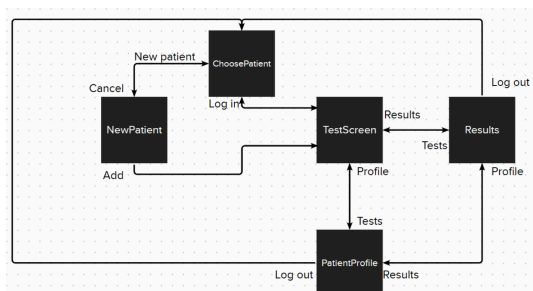 ChoosePatient
New patient
Cancel
Log in
NewPatient
Add
TestScreen
Results
Tests
Results
Log out
Profile
Profile
Tests
PatientProfile
Log out
Results